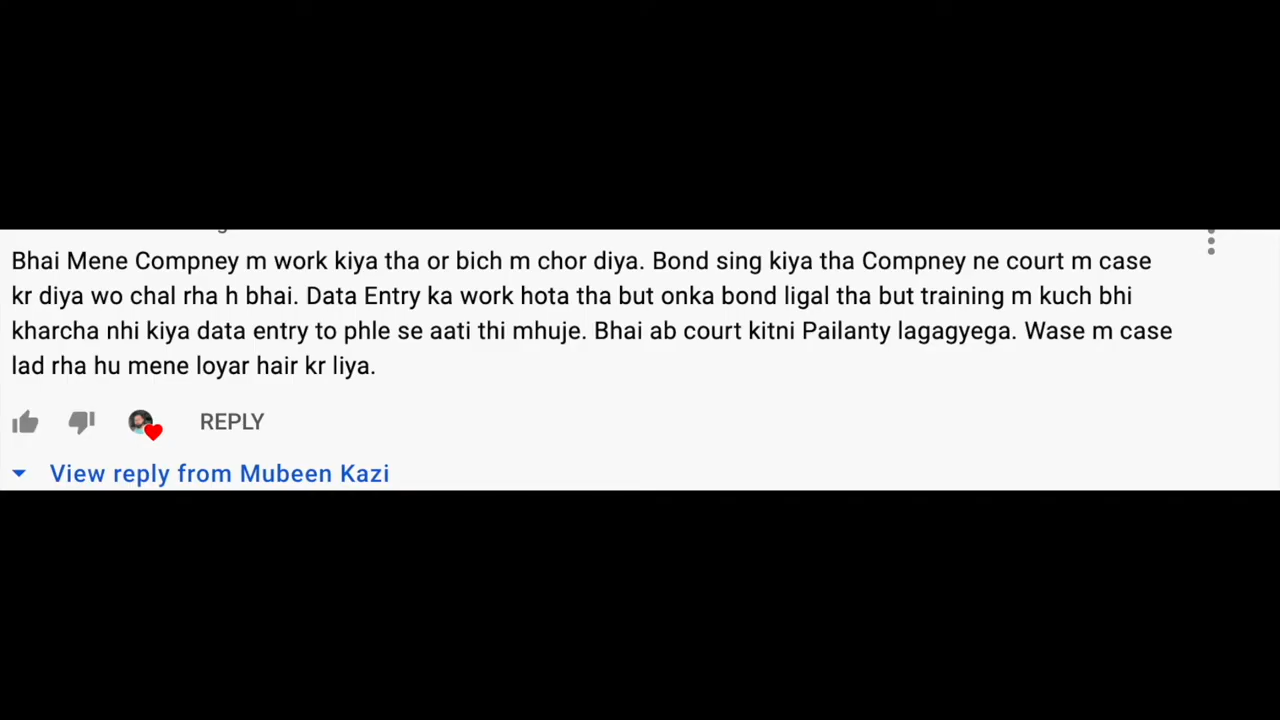 Bhai Mene Compney m work kiya tha or bich m chor diya. Bond sing kiya tha Compney ne court m case
kr diya wo chal rha h bhai. Data Entry ka work hota tha but onka bond ligal tha but training m kuch bhi
kharcha nhi kiya data entry to phle se aati thi mhuje. Bhai ab court kitni Pailanty lagagyega. Wase m case
lad rha hu mene loyar hair kr liya.
REPLY
View reply from Mubeen Kazi